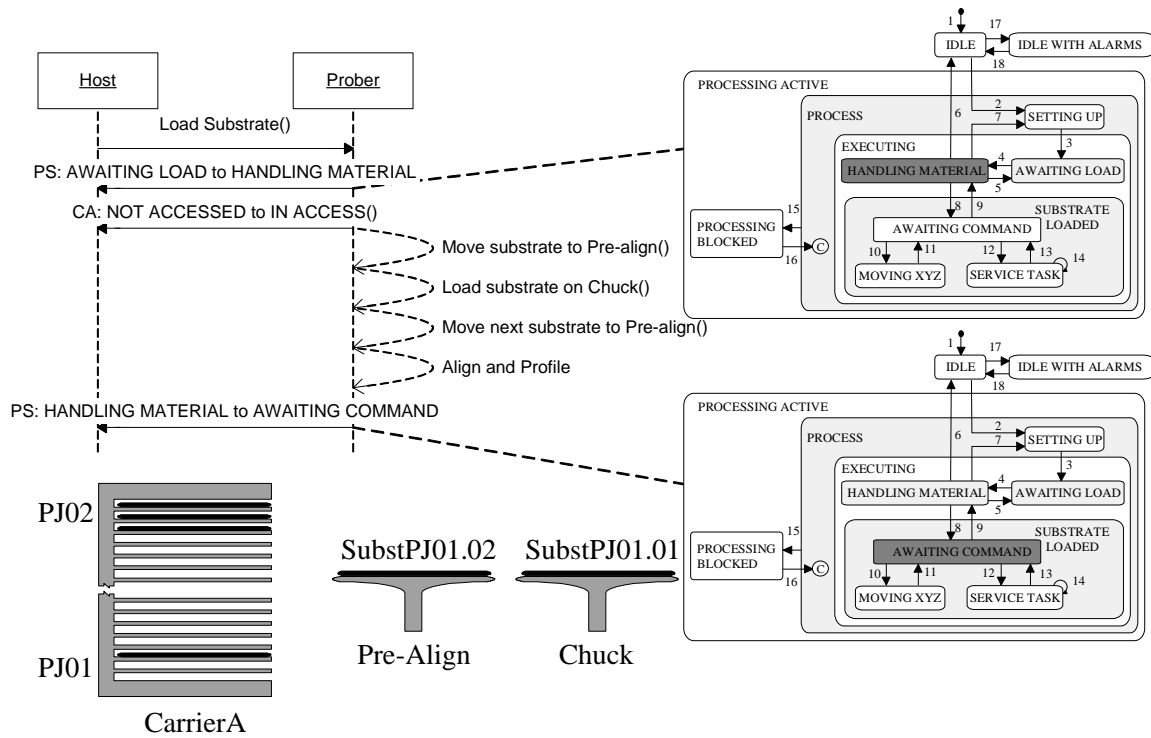 Host
Prober
Load Substrate()
PS: AWAITING LOAD to HANDLING MATERIAL
CA: NOT ACCESSED to IN ACCESS()
Move substrate to Pre-align()
Load substrate on Chuck()
Move next substrate to Pre-align()
Align and Profile
PS: HANDLING MATERIAL to AWAITING COMMAND
1
17
IDLE
IDLE WITH ALARMS
18
PROCESSING ACTIVE
PROCESS
6
2
7
SETTING UP
3
EXECUTING
HANDLING MATERIAL
4
AWAITING LOAD
5
8
9
SUBSTRATE
LOADED
15
PROCESSING
BLOCKED
16
C
AWAITING COMMAND
10
11
12
13
14
MOVING XYZ
SERVICE TASK
1
17
IDLE
IDLE WITH ALARMS
18
PROCESSING ACTIVE
PROCESS
6
2
7
SETTING UP
3
EXECUTING
HANDLING MATERIAL
4
AWAITING LOAD
5
8
9
SUBSTRATE
LOADED
15
PROCESSING
BLOCKED
16
C
AWAITING COMMAND
10
11
12
13
14
MOVING XYZ
SERVICE TASK
PJ02
PJ01
CarrierA
SubstPJ01.02
Pre-Align
SubstPJ01.01
Chuck